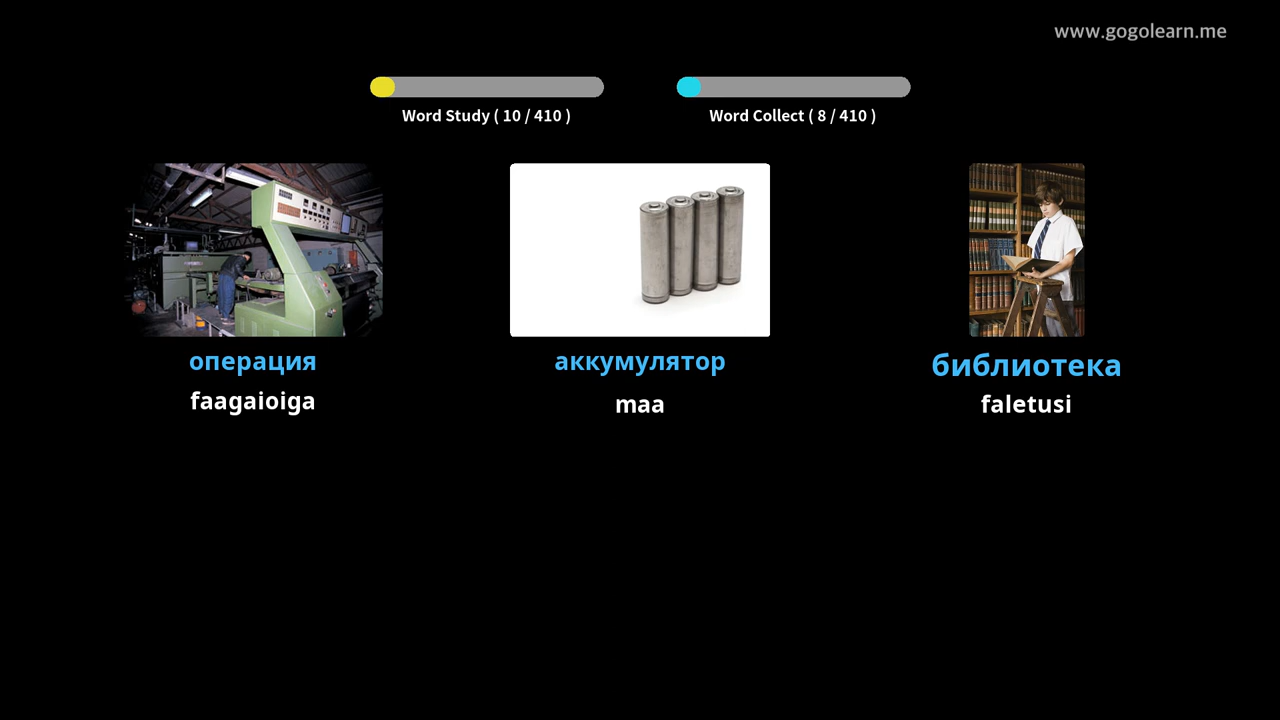 www.gogolearn.me
Word Study ( 10 / 410 )
Word Collect ( 8 / 410 )
операция
аккумулятор
библиотека
faagaioiga
maa
faletusi